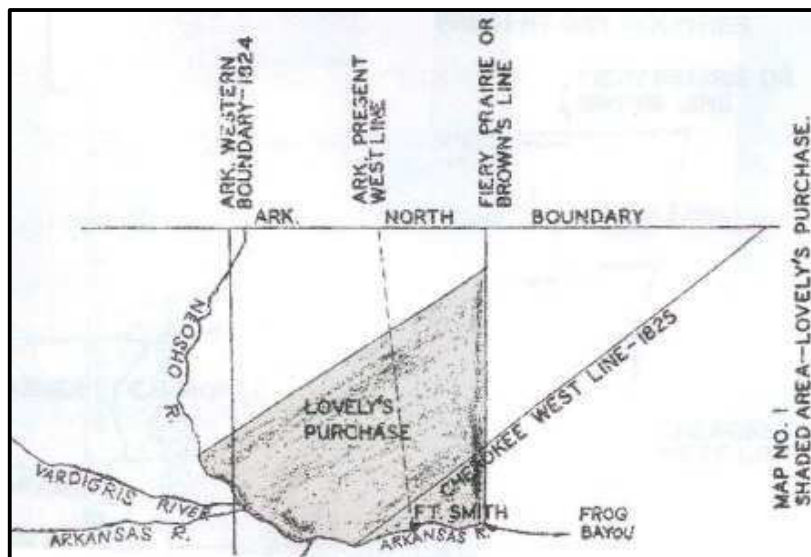 ARK. WESTERN
BOUNDARY-1824
ARK. PRESENT
WEST LINE
FIERY PRAIRIE OR
BROWN'S LINE
ARK. NORTH BOUNDARY
NEOSHO R.
LOVELY'S
PURCHASE
CHEROKEE WEST LINE-1825
VARDIGRIS RIVER
ARKANSAS R.
FT. SMITH
ARKANSAS R.
FROG
BAYOU
MAP NO. 1
SHADED AREA—LOVELY'S PURCHASE.